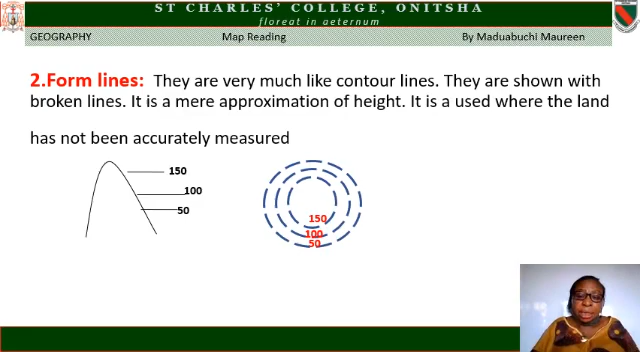 ST CHARLES' COLLEGE, ONITSHA
floreat in aeternum
GEOGRAPHY Map Reading By Maduabuchi Maureen
2.Form lines: They are very much like contour lines. They are shown with
broken lines. It is a mere approximation of height. It is a used where the land
has not been accurately measured
150
100
50
150
100
50